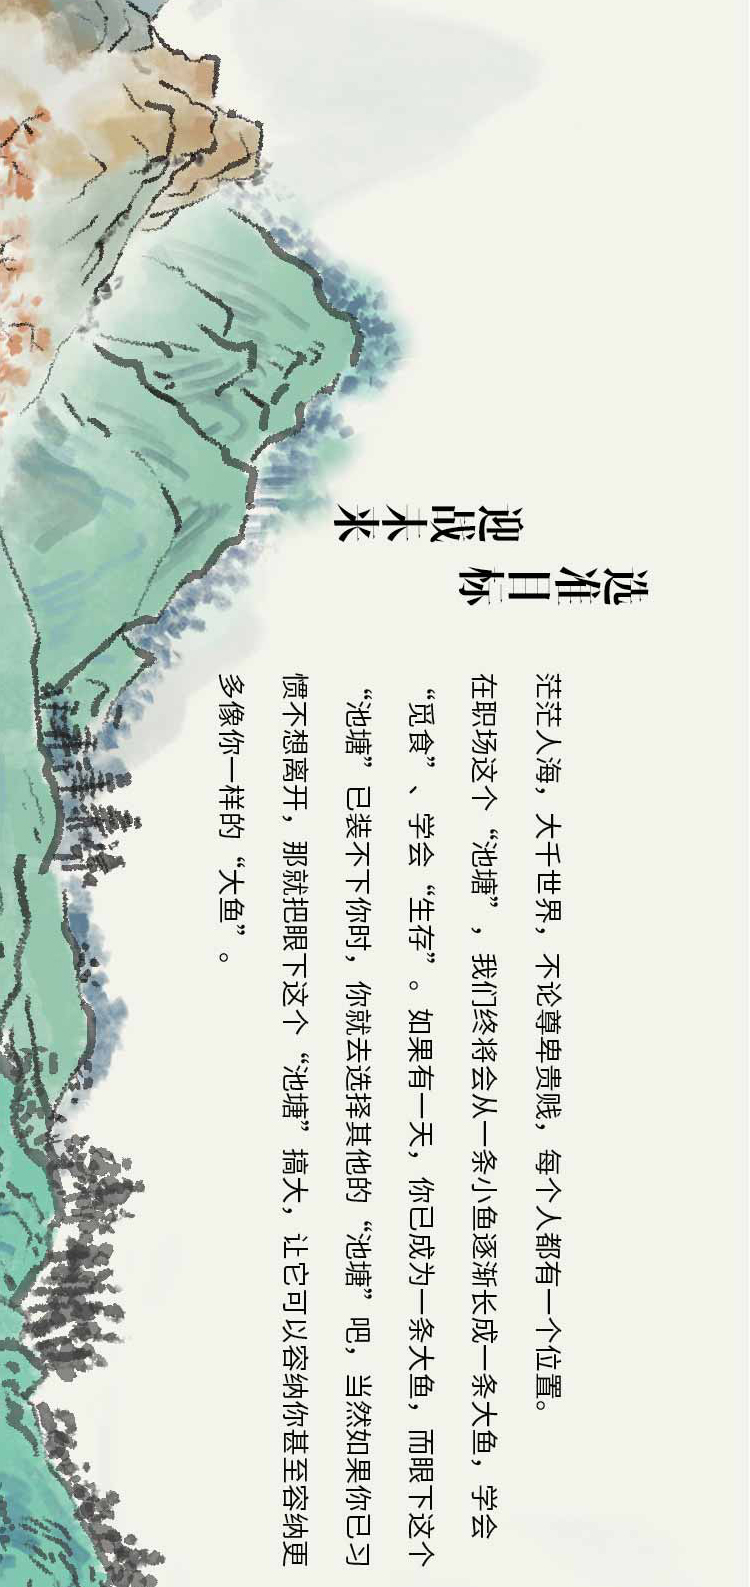 选准目标
迎战未来
茫茫人海，大千世界，不论尊卑贵贱，每个人都有一个位置。
在职场这个“池塘”，我们终将会从一条小鱼逐渐长成一条大鱼，学会
“觅食”、学会“生存”。如果有一天，你已成为一条大鱼，而眼下这个
“池塘”已装不下你时，你就去选择其他的“池塘”吧，当然如果你已习
惯不想离开，那就把眼下这个“池塘”搞大，让它可以容纳你甚至容纳更
多像你一样的“大鱼”。